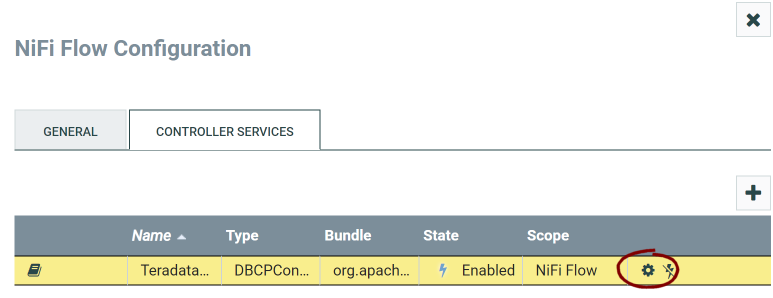 NiFi Flow Configuration
GENERAL CONTROLLER SERVICES
Name Type Bundle State Scope
Teradata... DBCPCon... org.apach... Enabled NiFi Flow